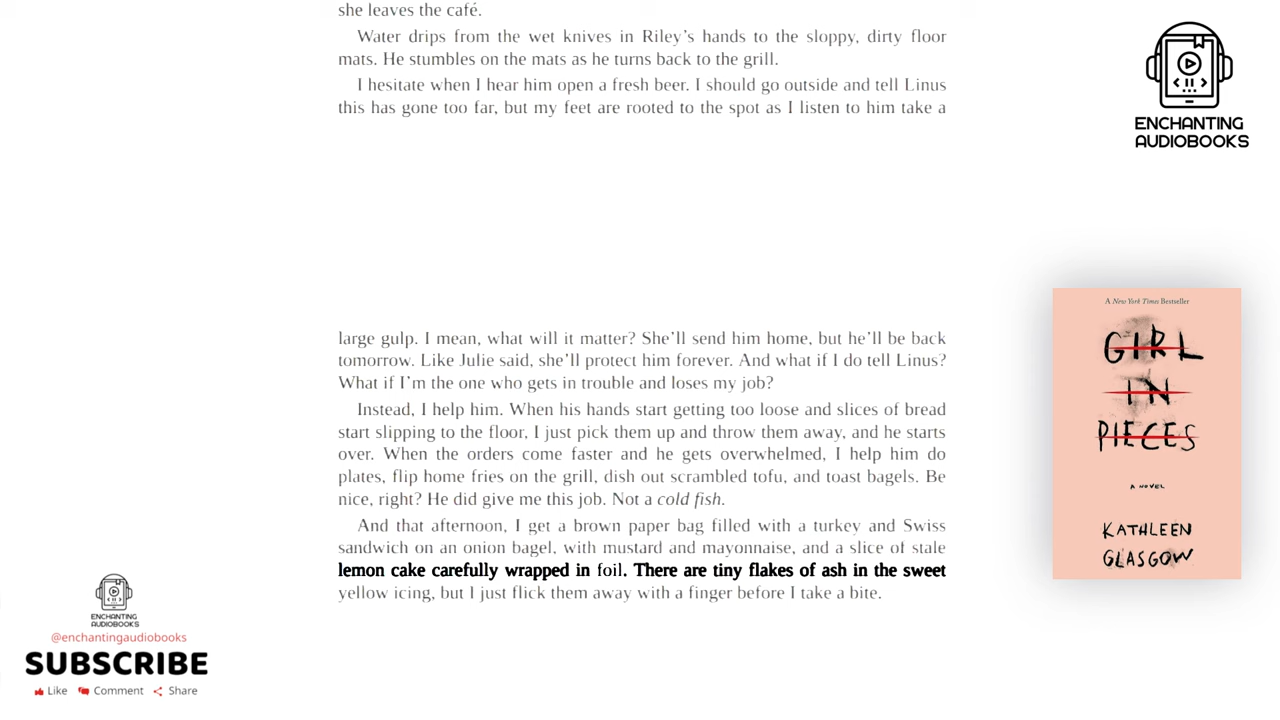 she leaves the café.
Water drips from the wet knives in Riley's hands to the sloppy, dirty floor
mats. He stumbles on the mats as he turns back to the grill.
I hesitate when I hear him open a fresh beer. I should go outside and tell Linus
this has gone too far, but my feet are rooted to the spot as I listen to him take a
large gulp. I mean, what will it matter? She'll send him home, but he'll be back
tomorrow. Like Julie said, she'll protect him forever. And what if I do tell Linus?
What if I'm the one who gets in trouble and loses my job?
Instead, I help him. When his hands start getting too loose and slices of bread
start slipping to the floor, I just pick them up and throw them away, and he starts
over. When the orders come faster and he gets overwhelmed, I help him do
plates, flip home fries on the grill, dish out scrambled tofu, and toast bagels. Be
nice, right? He did give me this job. Not a cold fish.
And that afternoon, I get a brown paper bag filled with a turkey and Swiss
sandwich on an onion bagel, with mustard and mayonnaise, and a slice of stale
lemon cake carefully wrapped in foil. There are tiny flakes of ash in the sweet
yellow icing, but I just flick them away with a finger before I take a bite.
ENCHANTING
AUDIOBOOKS
A New York Times Bestseller
GIRL
IN
PIECES
A NOVEL
KATHLEEN
GLASGOW
ENCHANTING
AUDIOBOOKS
@enchantingaudiobooks
SUBSCRIBE
Like Comment Share